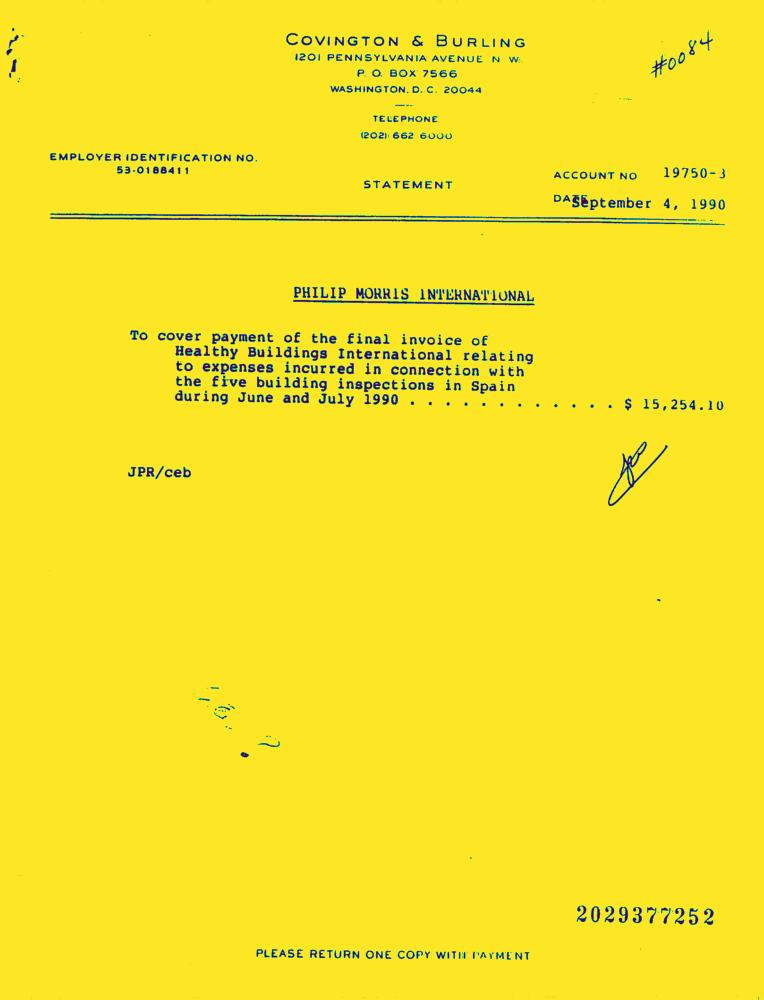 COVINGTON & BURLING
1201 PENNSYLVANIA AVENUE N. W.
P. O. BOX 7566
WASHINGTON, D. C. 20044
#0084
TELEPHONE
(202) 662 6000
EMPLOYER IDENTIFICATION NO.
53-0188411
STATEMENT
ACCOUNT NO 19750-3
DATE September 4, 1990
PHILIP MORRIS INTERNATIONAL
To cover payment of the final invoice of
Healthy Buildings International relating
to expenses incurred in connection with
the five building inspections in Spain
during June and July 1990 . . . . . . . . . . . . $ 15,254.10
JPR/ceb
2029377252
PLEASE RETURN ONE COPY WITH PAYMENT